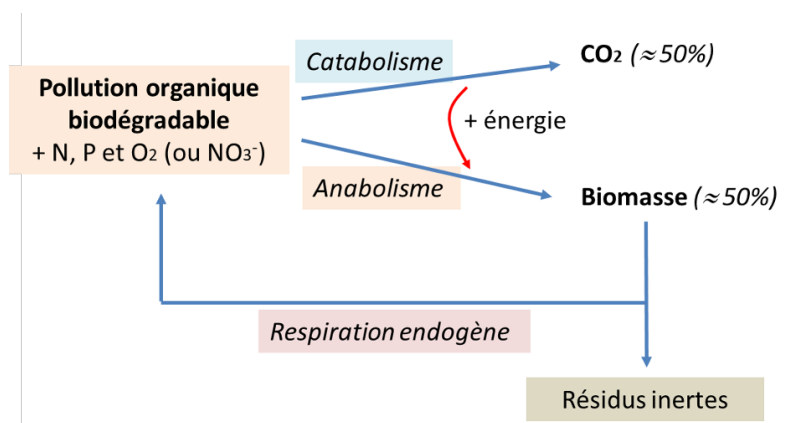 Catabolisme
CO₂ (≈50%)
Pollution organique
biodégradable
+ N, P et O₂ (ou NO₃⁻)
+ énergie
Anabolisme
Biomasse (≈50%)
Respiration endogène
Résidus inertes